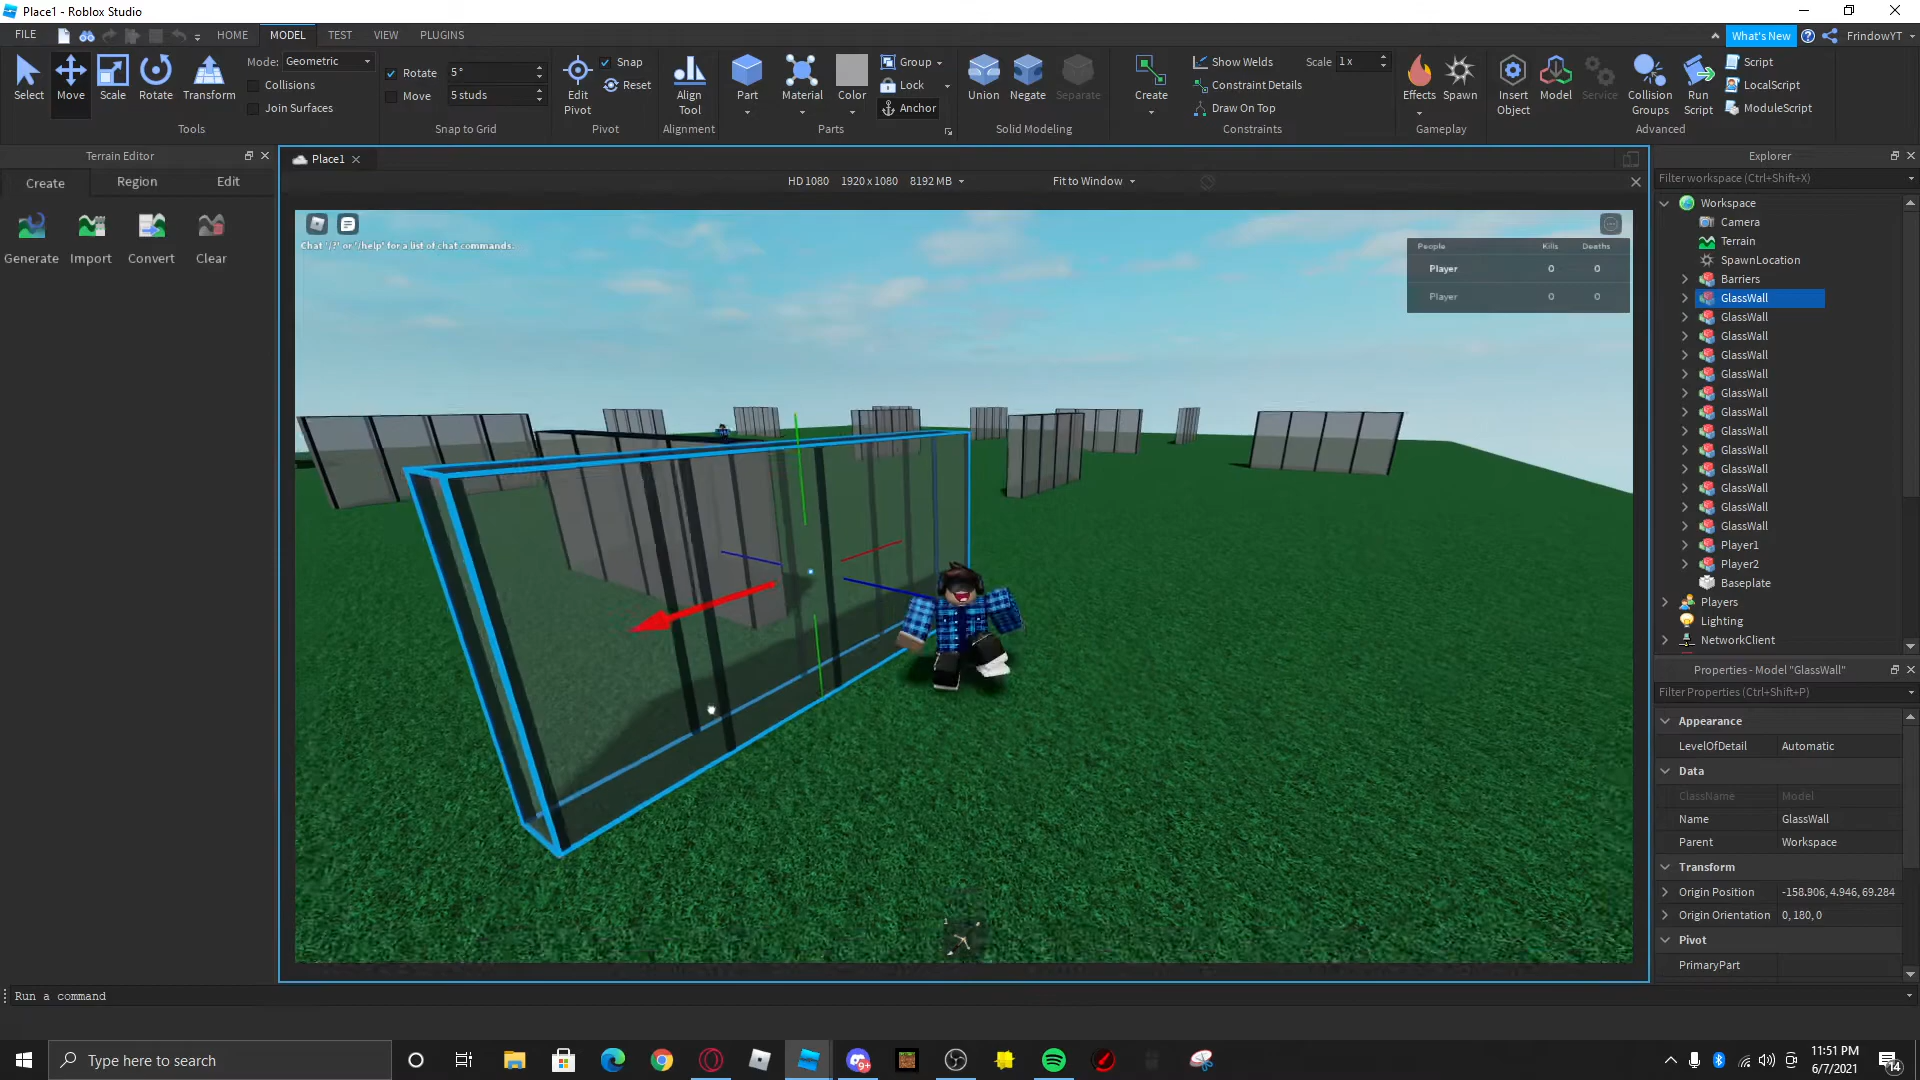 Place1 - Roblox Studio
FILE HOME MODEL TEST VIEW PLUGINS What's New FrindowYT
Select Move Scale Rotate Transform
Mode: Geometric
Collisions
Join Surfaces
Tools
Rotate 5 °
Move 5 studs
Snap to Grid
Edit Pivot
Snap
Reset
Pivot
Align Tool
Alignment
Part Material Color
Group
Lock
Anchor
Parts
Union Negate Separate
Solid Modeling
Create
Show Welds Scale 1 x
Constraint Details
Draw On Top
Constraints
Effects Spawn
Gameplay
Insert Object Model Service Collision Groups Run Script
Script
LocalScript
ModuleScript
Advanced
Terrain Editor
Create Region Edit
Generate Import Convert Clear
Place1
HD 1080 1920 x 1080 8192 MB Fit to Window
Chat '/?' or '/help' for a list of chat commands.
People Kills Deaths
Player 0 0
Player 0 0
1
Explorer
Filter workspace (Ctrl+Shift+X)
Workspace
Camera
Terrain
SpawnLocation
Barriers
GlassWall
GlassWall
GlassWall
GlassWall
GlassWall
GlassWall
GlassWall
GlassWall
GlassWall
GlassWall
GlassWall
GlassWall
GlassWall
Player1
Player2
Baseplate
Players
Lighting
NetworkClient
Properties - Model "GlassWall"
Filter Properties (Ctrl+Shift+P)
Appearance
LevelOfDetail Automatic
Data
ClassName Model
Name GlassWall
Parent Workspace
Transform
Origin Position -158.906, 4.946, 69.284
Origin Orientation 0, 180, 0
Pivot
PrimaryPart
Run a command
Type here to search
9+
11:51 PM
6/7/2021
14